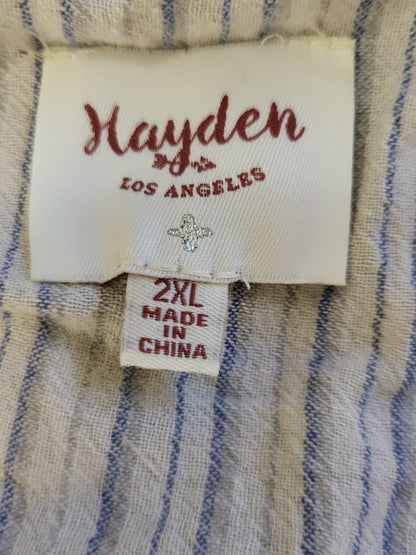 Hayden
LOS ANGELES
2XL
MADE
IN
CHINA